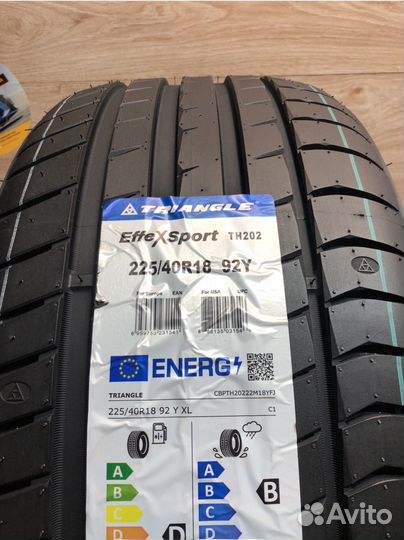 TRIANGLE
EffeXSport TH202
225/40R18 92Y
For Europe EAN For USA UPC
ENERG
TRIANGLE CBPTH20222M18YFJ
225/40R18 92 Y XL C1
A A
B B B
C C
D D D
Avito